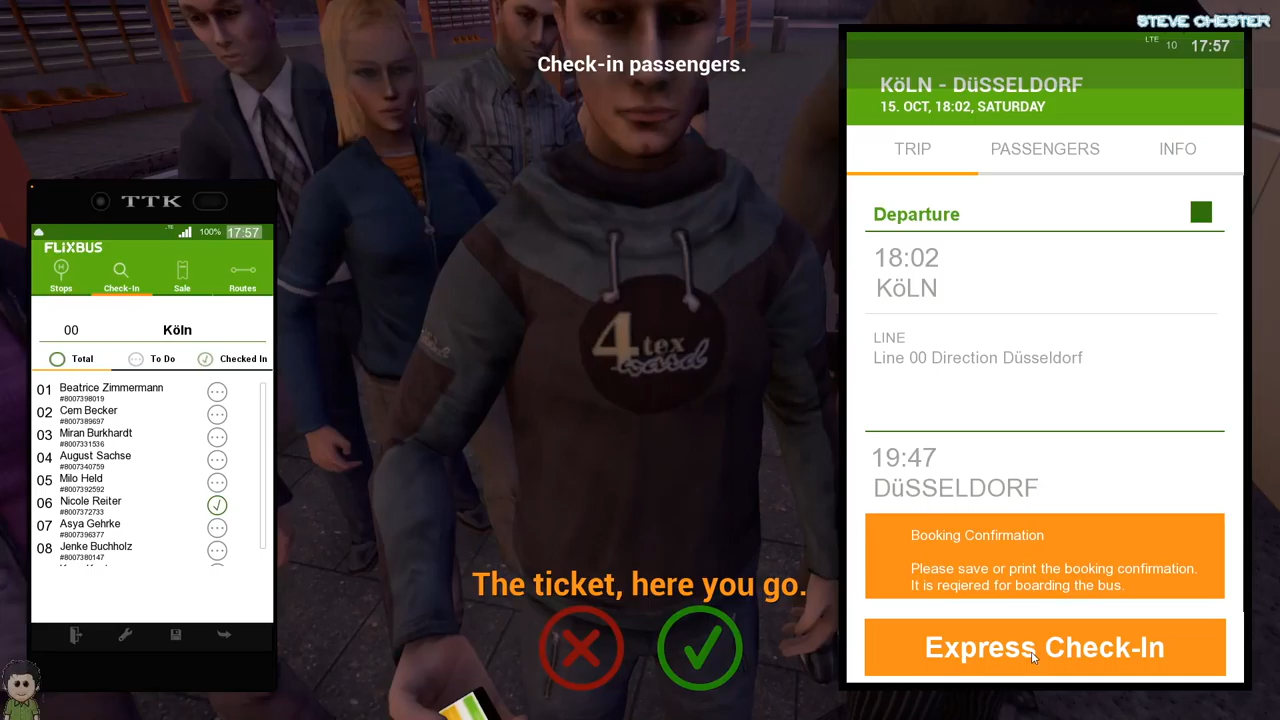 STEVE CHESTER
Check-in passengers.
TTK
100% 17:57
FLiXBUS
Stops Check-In Sale Routes
00 Köln
Total To Do Checked In
01 Beatrice Zimmermann
#8007398019
02 Cem Becker
#8007389697
03 Miran Burkhardt
#8007331536
04 August Sachse
#8007340759
05 Milo Held
#8007392592
06 Nicole Reiter
#8007372733
07 Asya Gehrke
#8007396377
08 Jenke Buchholz
#8007380147
4tex
The ticket, here you go.
LTE 10 17:57
KöLN - DüSSELDORF
15. OCT, 18:02, SATURDAY
TRIP PASSENGERS INFO
Departure
18:02
KöLN
LINE
Line 00 Direction Düsseldorf
19:47
DüSSELDORF
Booking Confirmation
Please save or print the booking confirmation.
It is reqiered for boarding the bus.
Express Check-In